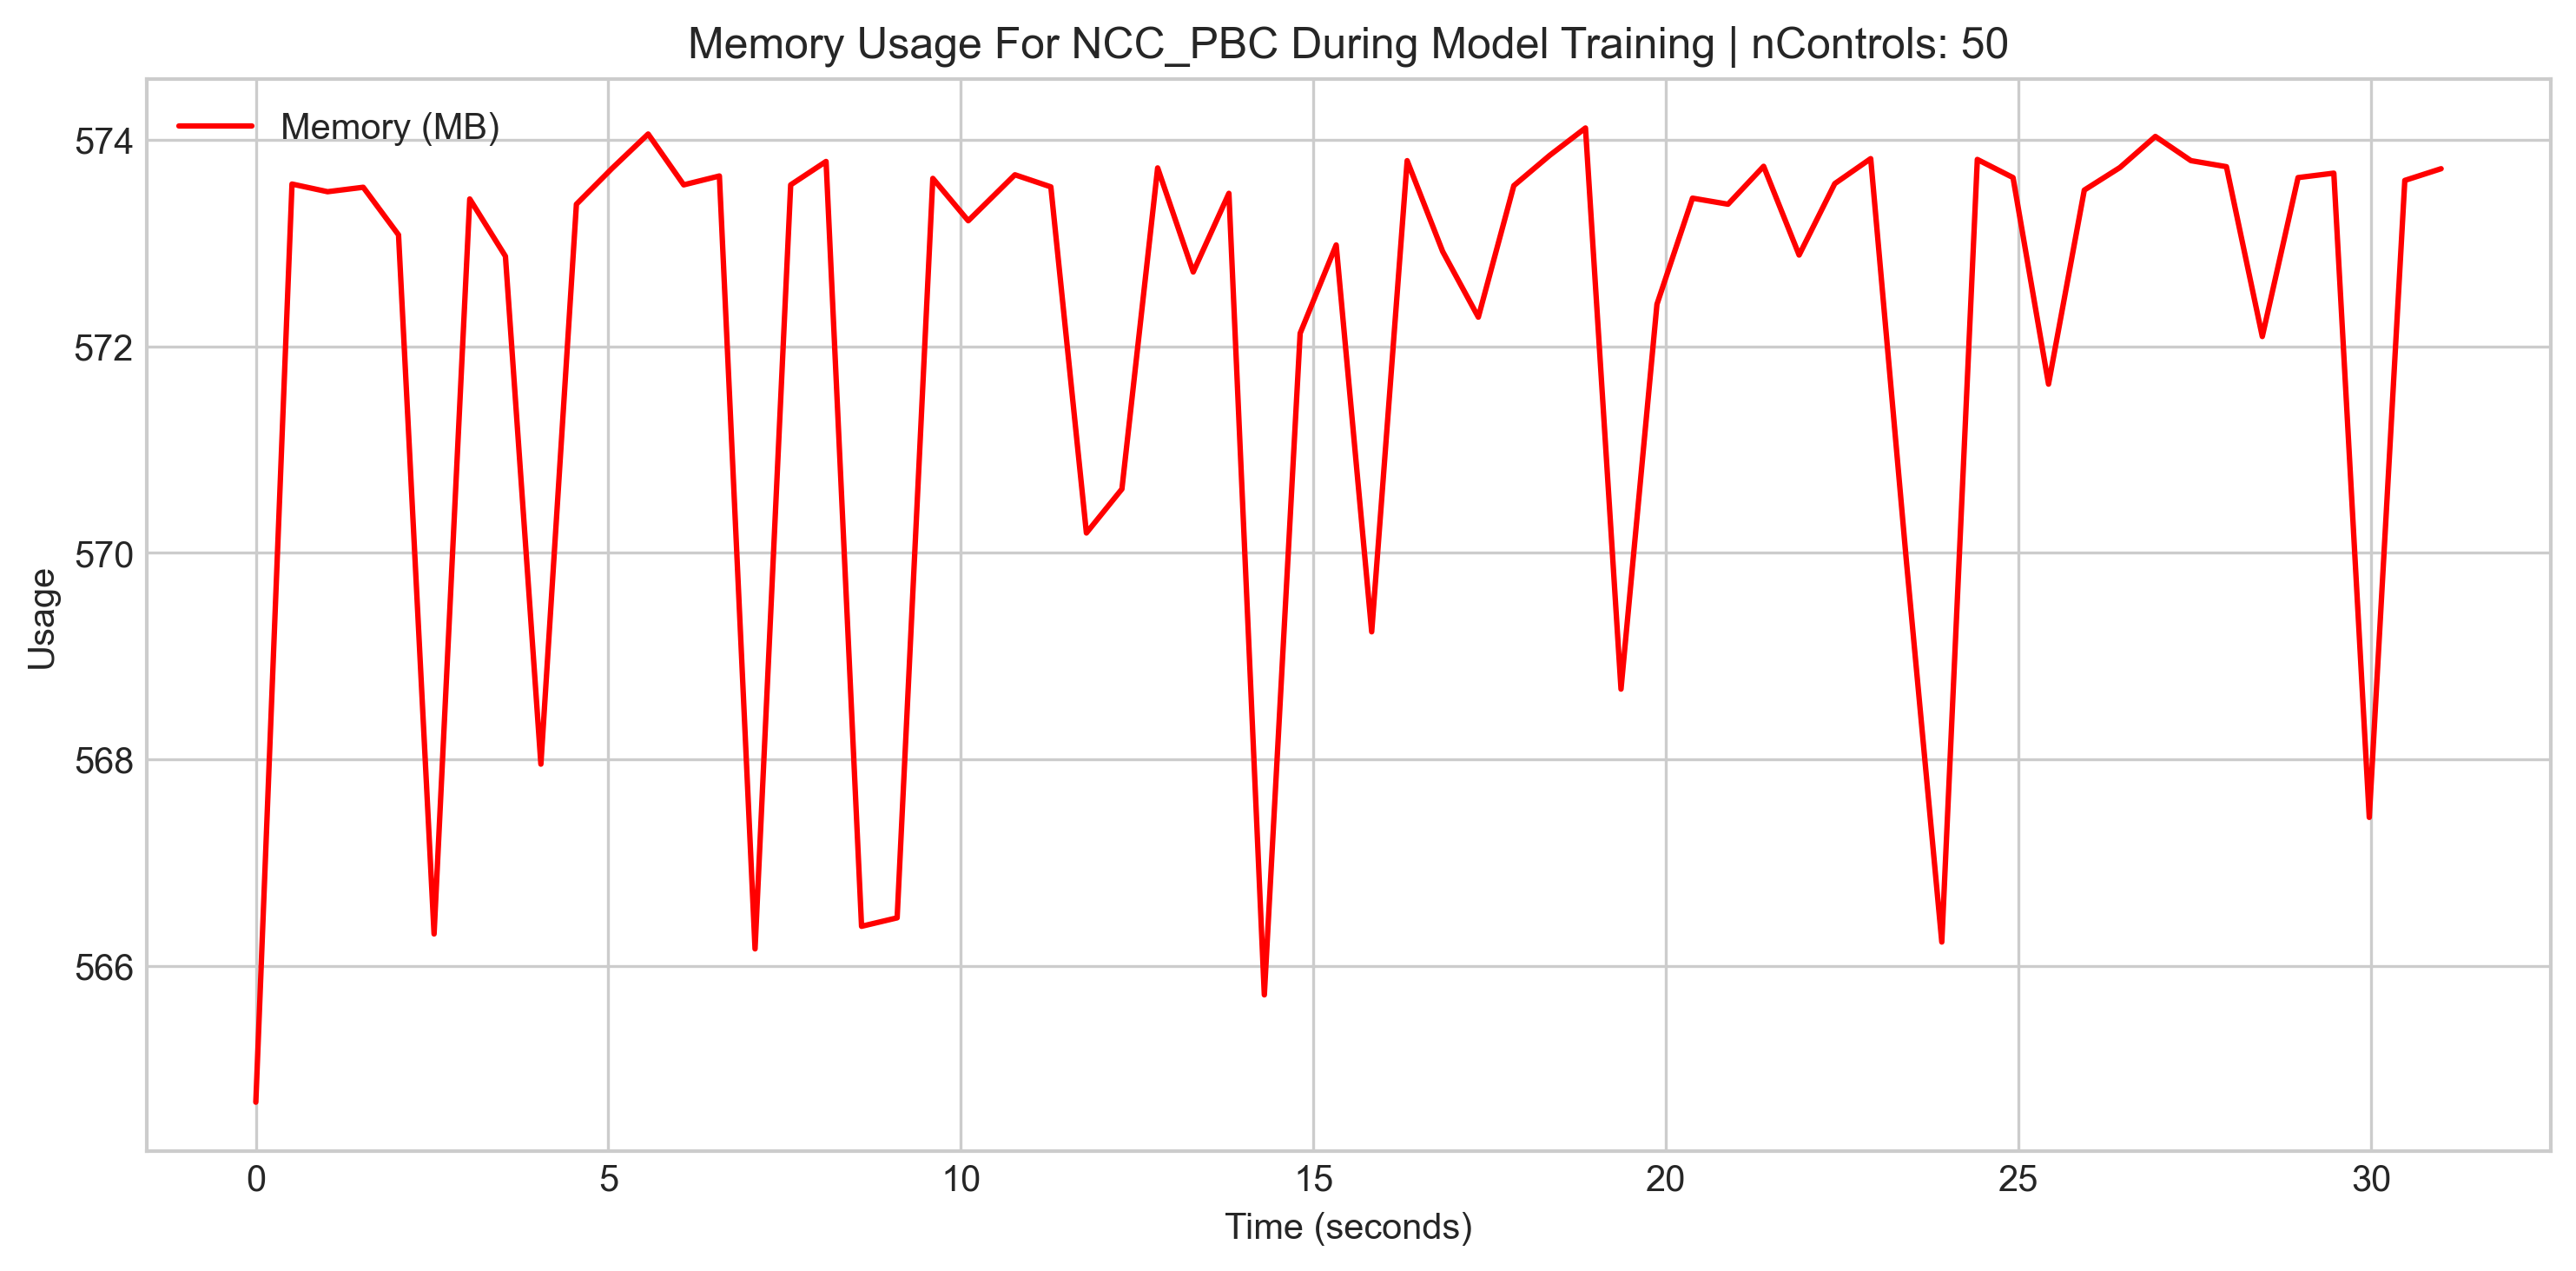 Memory Usage For NCC_PBC During Model Training | nControls: 50
Memory (MB)
574
572
570
568
566
Usage
0 5 10 15 20 25 30
Time (seconds)